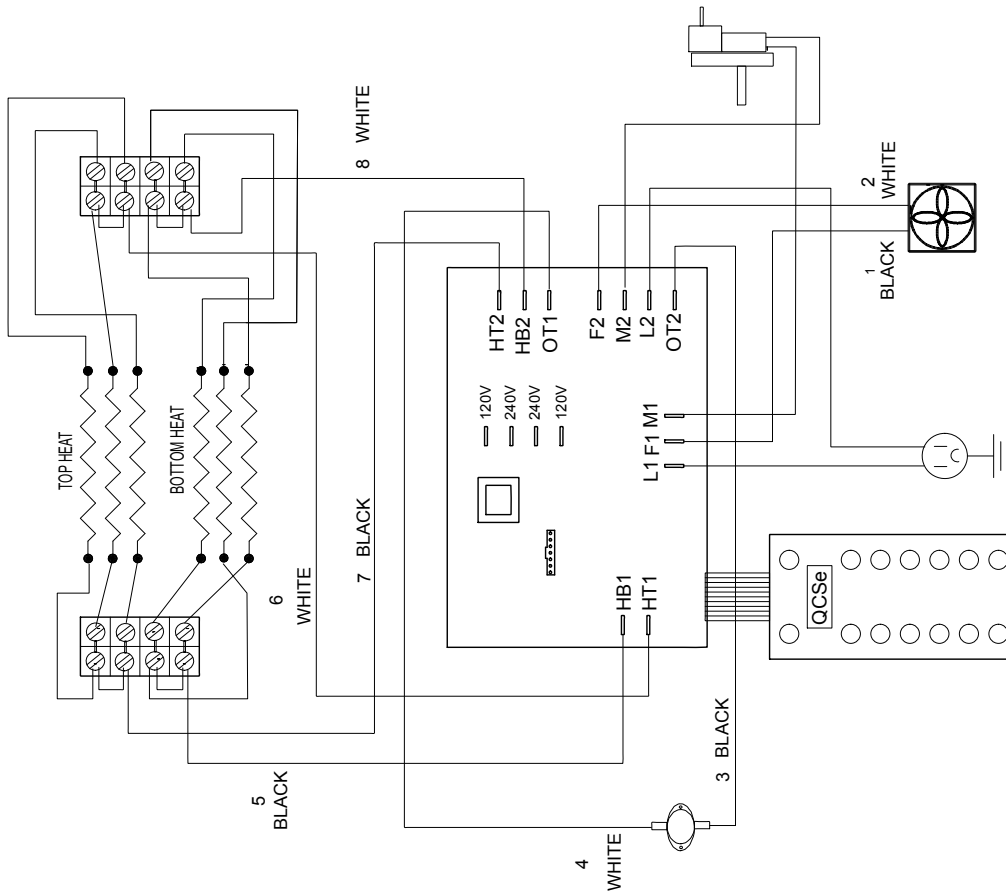 8 WHITE
TOP HEAT
BOTTOM HEAT
7 BLACK
6
WHITE
5
BLACK
4
WHITE
3 BLACK
2
WHITE
1
BLACK
HT2
HB2
OT1
F2
M2
L2
OT2
120V
240V
240V
120V
L1 F1 M1
HB1
HT1
QCSe